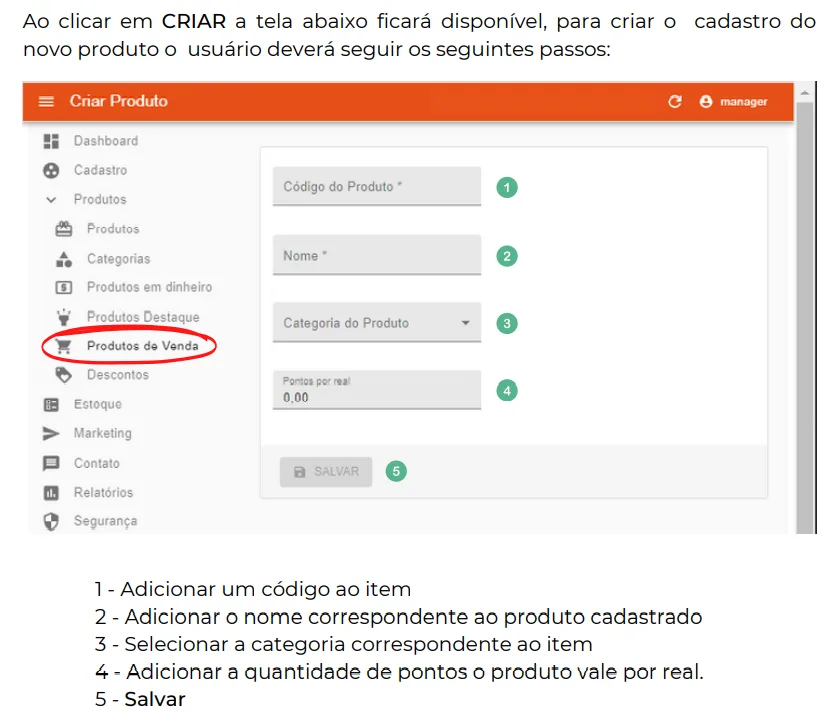 Ao clicar em CRIAR a tela abaixo ficará disponível, para criar o cadastro do
novo produto o usuário deverá seguir os seguintes passos:
Criar Produto
manager
Dashboard
Cadastro
Produtos
Produtos
Categorias
Produtos em dinheiro
Produtos Destaque
Produtos de Venda
Descontos
Estoque
Marketing
Contato
Relatórios
Segurança
Código do Produto *
1
Nome *
2
Categoria do Produto
3
Pontos por real
0,00
4
SALVAR
5
1 - Adicionar um código ao item
2 - Adicionar o nome correspondente ao produto cadastrado
3 - Selecionar a categoria correspondente ao item
4 - Adicionar a quantidade de pontos o produto vale por real.
5 - Salvar